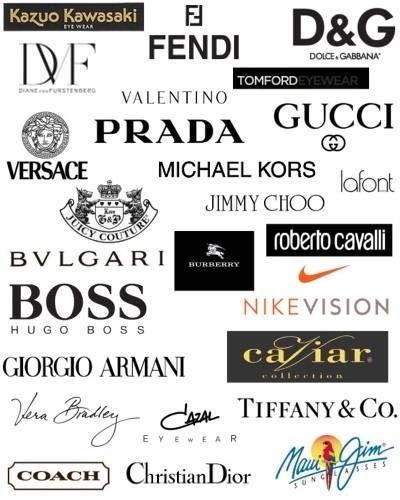 Kazuo Kawasaki
EYE WEAR
FENDI
D&G
DOLCE & GABBANA
DVF
DIANE VON FURSTENBERG
TOMFORDEYEWEAR
VALENTINO
GUCCI
PRADA
VERSACE
MICHAEL KORS
lafont
JIMMY CHOO
JUICY COUTURE
roberto cavalli
BVLGARI
BURBERRY
BOSS
HUGO BOSS
NIKEVISION
caviar
collection
GIORGIO ARMANI
TIFFANY & CO.
Vera Bradley
CAZAL
EYEWEAR
Maui Jim
SUNGLASSES
COACH
ChristianDior